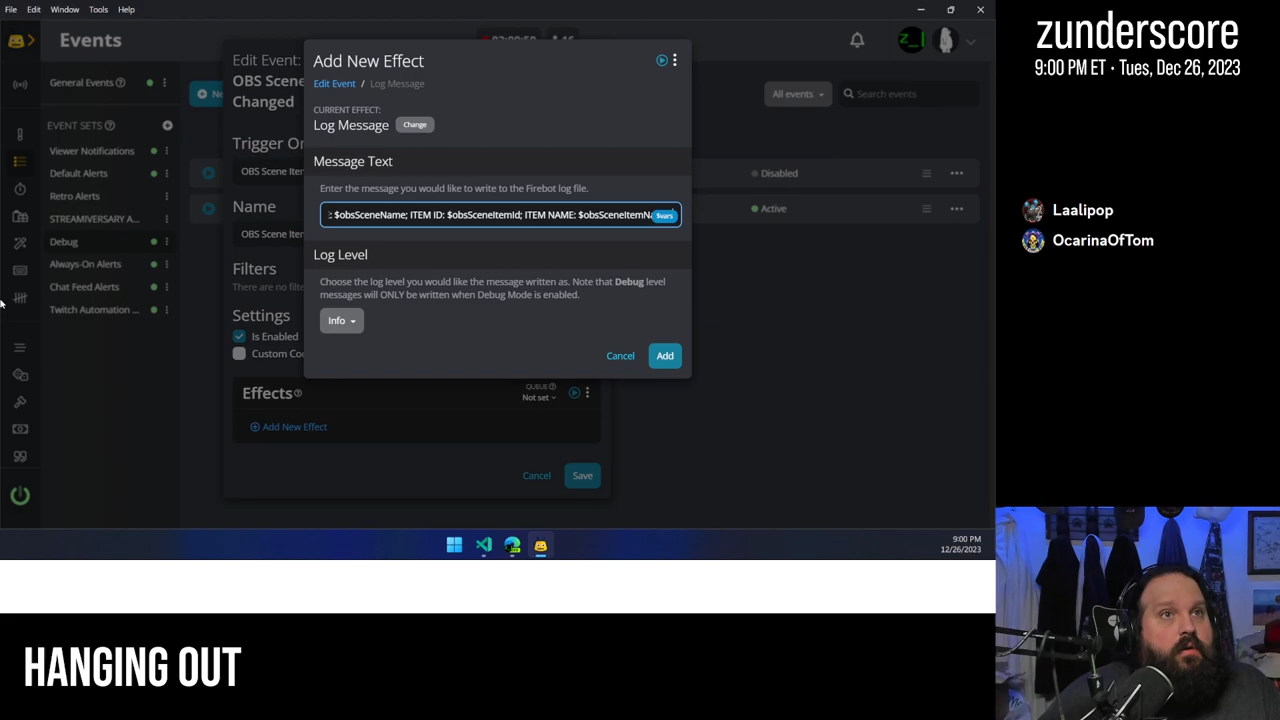 File Edit Window Tools Help
Events
General Events
EVENT SETS
Viewer Notifications
Default Alerts
Retro Alerts
STREAMIVERSARY A...
Debug
Always-On Alerts
Chat Feed Alerts
Twitch Automation ...
All events
Search events
Disabled
Active
Edit Event:
OBS Scene
Changed
Trigger On
OBS Scene Item
Name
OBS Scene Item
Filters
There are no filte
Settings
Is Enabled
Custom Coo
Effects
QUEUE
Not set
Add New Effect
Cancel Save
Add New Effect
Edit Event / Log Message
CURRENT EFFECT:
Log Message Change
Message Text
Enter the message you would like to write to the Firebot log file.
: $obsSceneName; ITEM ID: $obsSceneItemId; ITEM NAME: $obsSceneItemNa $vars
Log Level
Choose the log level you would like the message written as. Note that Debug level
messages will ONLY be written when Debug Mode is enabled.
Info
Cancel Add
9:00 PM
12/26/2023
zunderscore
9:00 PM ET · Tues, Dec 26, 2023
Laalipop
OcarinaOfTom
HANGING OUT